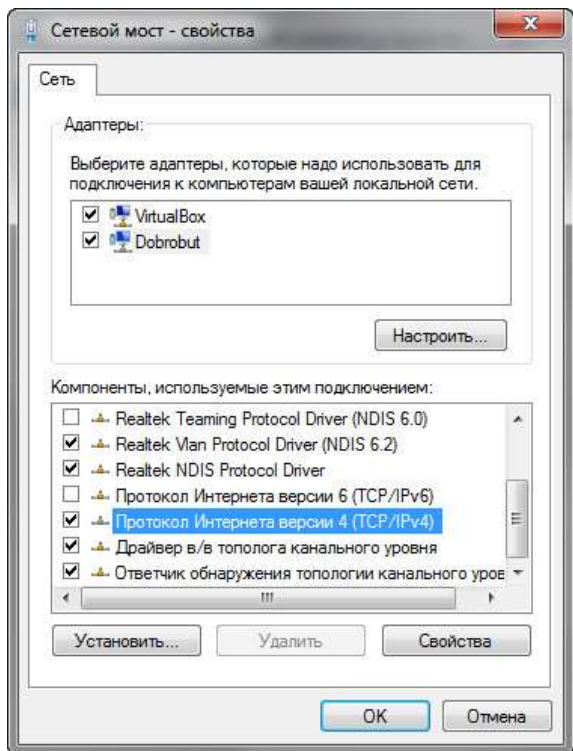 Сетевой мост - свойства
Сеть
Адаптеры:
Выберите адаптеры, которые надо использовать для
подключения к компьютерам вашей локальной сети.
VirtualBox
Dobrobut
Настроить...
Компоненты, используемые этим подключением:
Realtek Teaming Protocol Driver (NDIS 6.0)
Realtek Vlan Protocol Driver (NDIS 6.2)
Realtek NDIS Protocol Driver
Протокол Интернета версии 6 (TCP/IPv6)
Протокол Интернета версии 4 (TCP/IPv4)
Драйвер в/в тополога канального уровня
Ответчик обнаружения топологии канального уров
Установить...
Удалить
Свойства
OK
Отмена